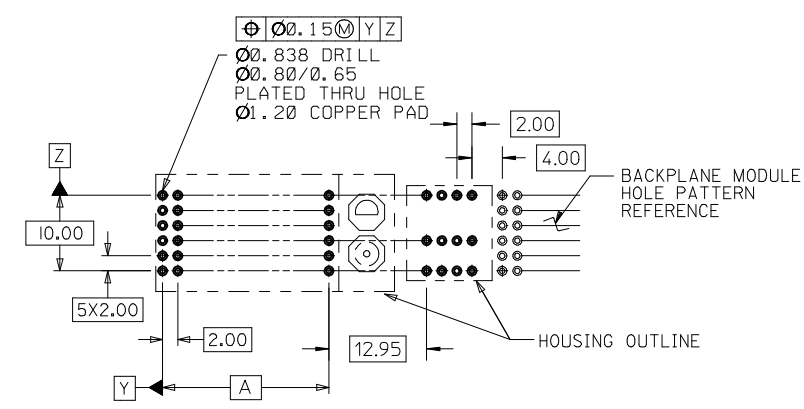 ⌖ Ø0.15Ⓜ Y Z
Ø0.838 DRILL
Ø0.80/0.65
PLATED THRU HOLE
Ø1.20 COPPER PAD
2.00
4.00
Z
BACKPLANE MODULE
HOLE PATTERN
REFERENCE
10.00
5X2.00
2.00
12.95
HOUSING OUTLINE
Y
A